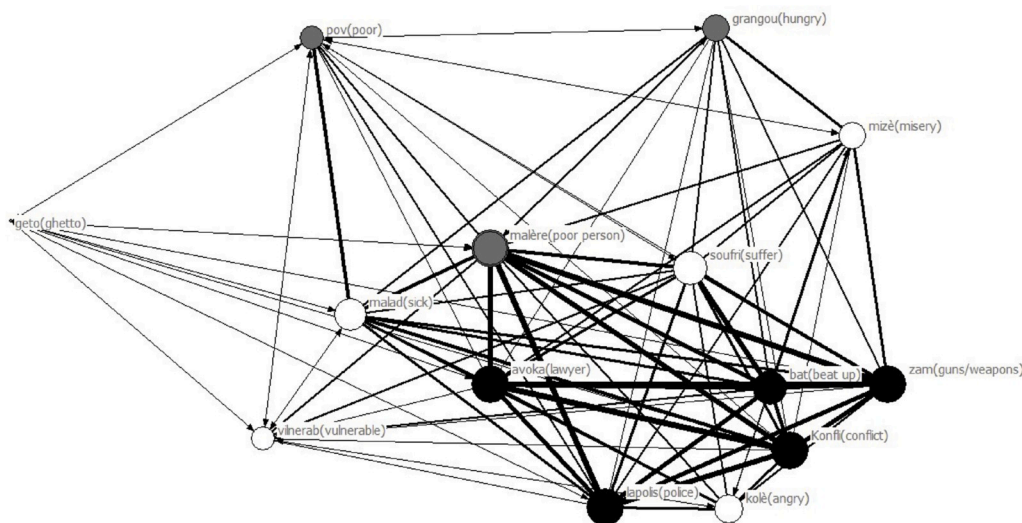 pov(poor)
grangou(hungry)
mizè(misery)
geto(ghetto)
malère(poor person)
soufri(suffer)
malad(sick)
avoka(lawyer)
bat(beat up)
zam(guns/weapons)
vilnerab(vulnerable)
Konfli(conflict)
lapolis(police)
kolè(angry)